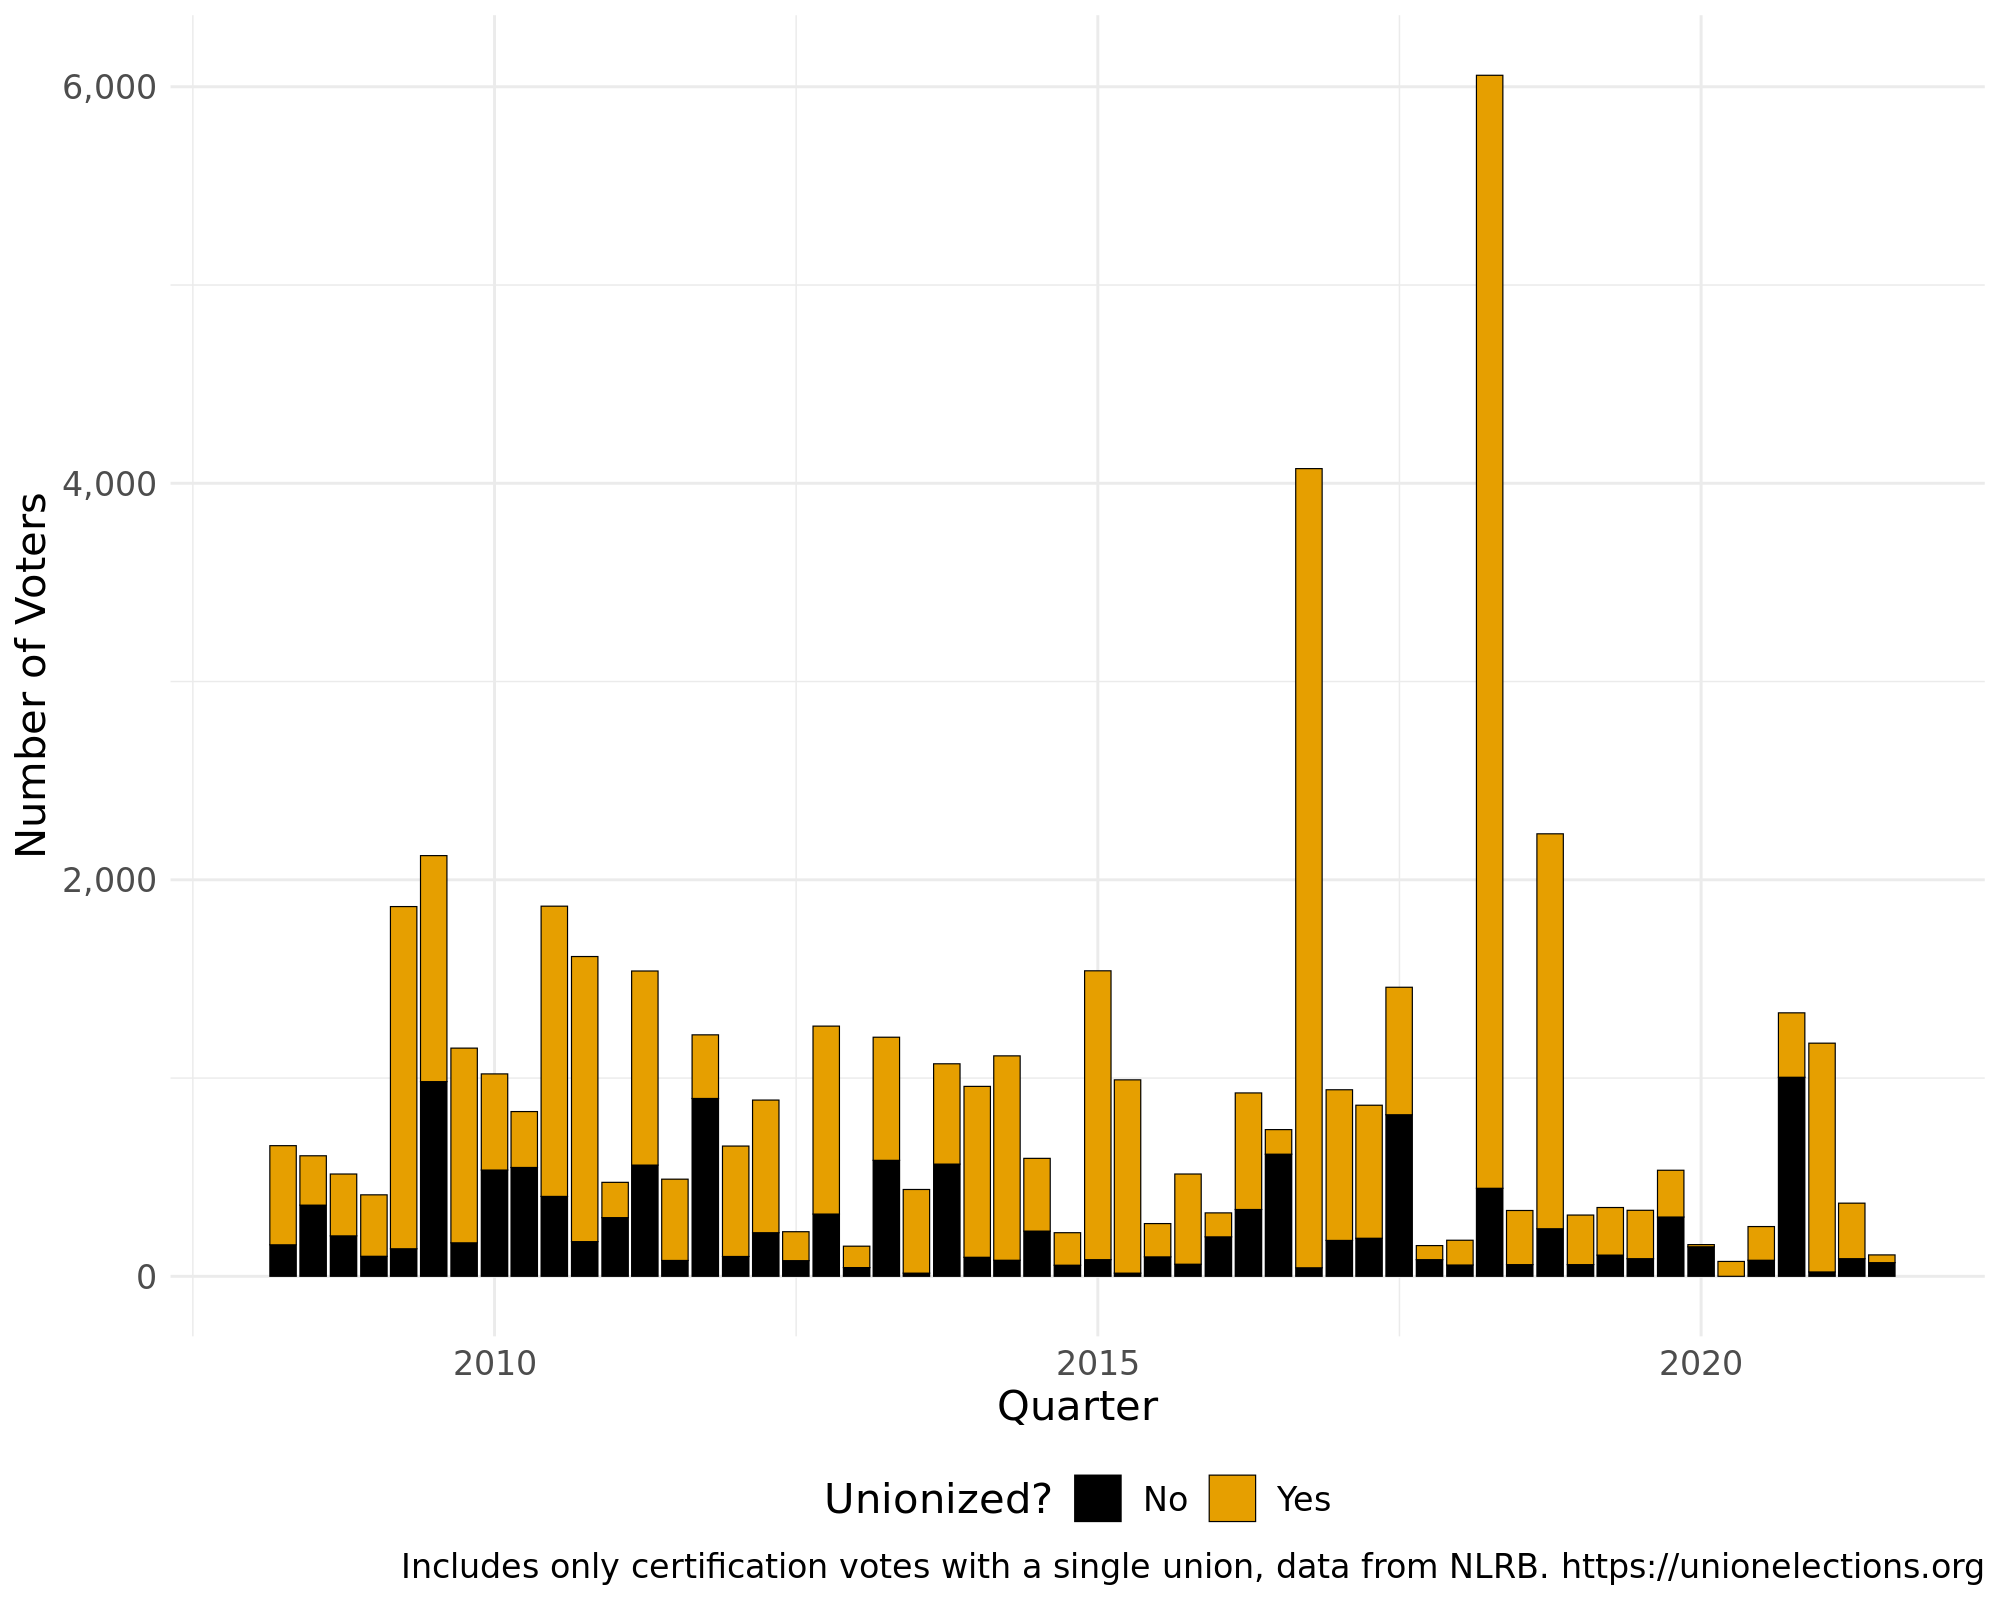 6,000
4,000
2,000
0
Number of Voters
2010 2015 2020
Quarter
Unionized? No Yes
Includes only certification votes with a single union, data from NLRB. https://unionelections.org